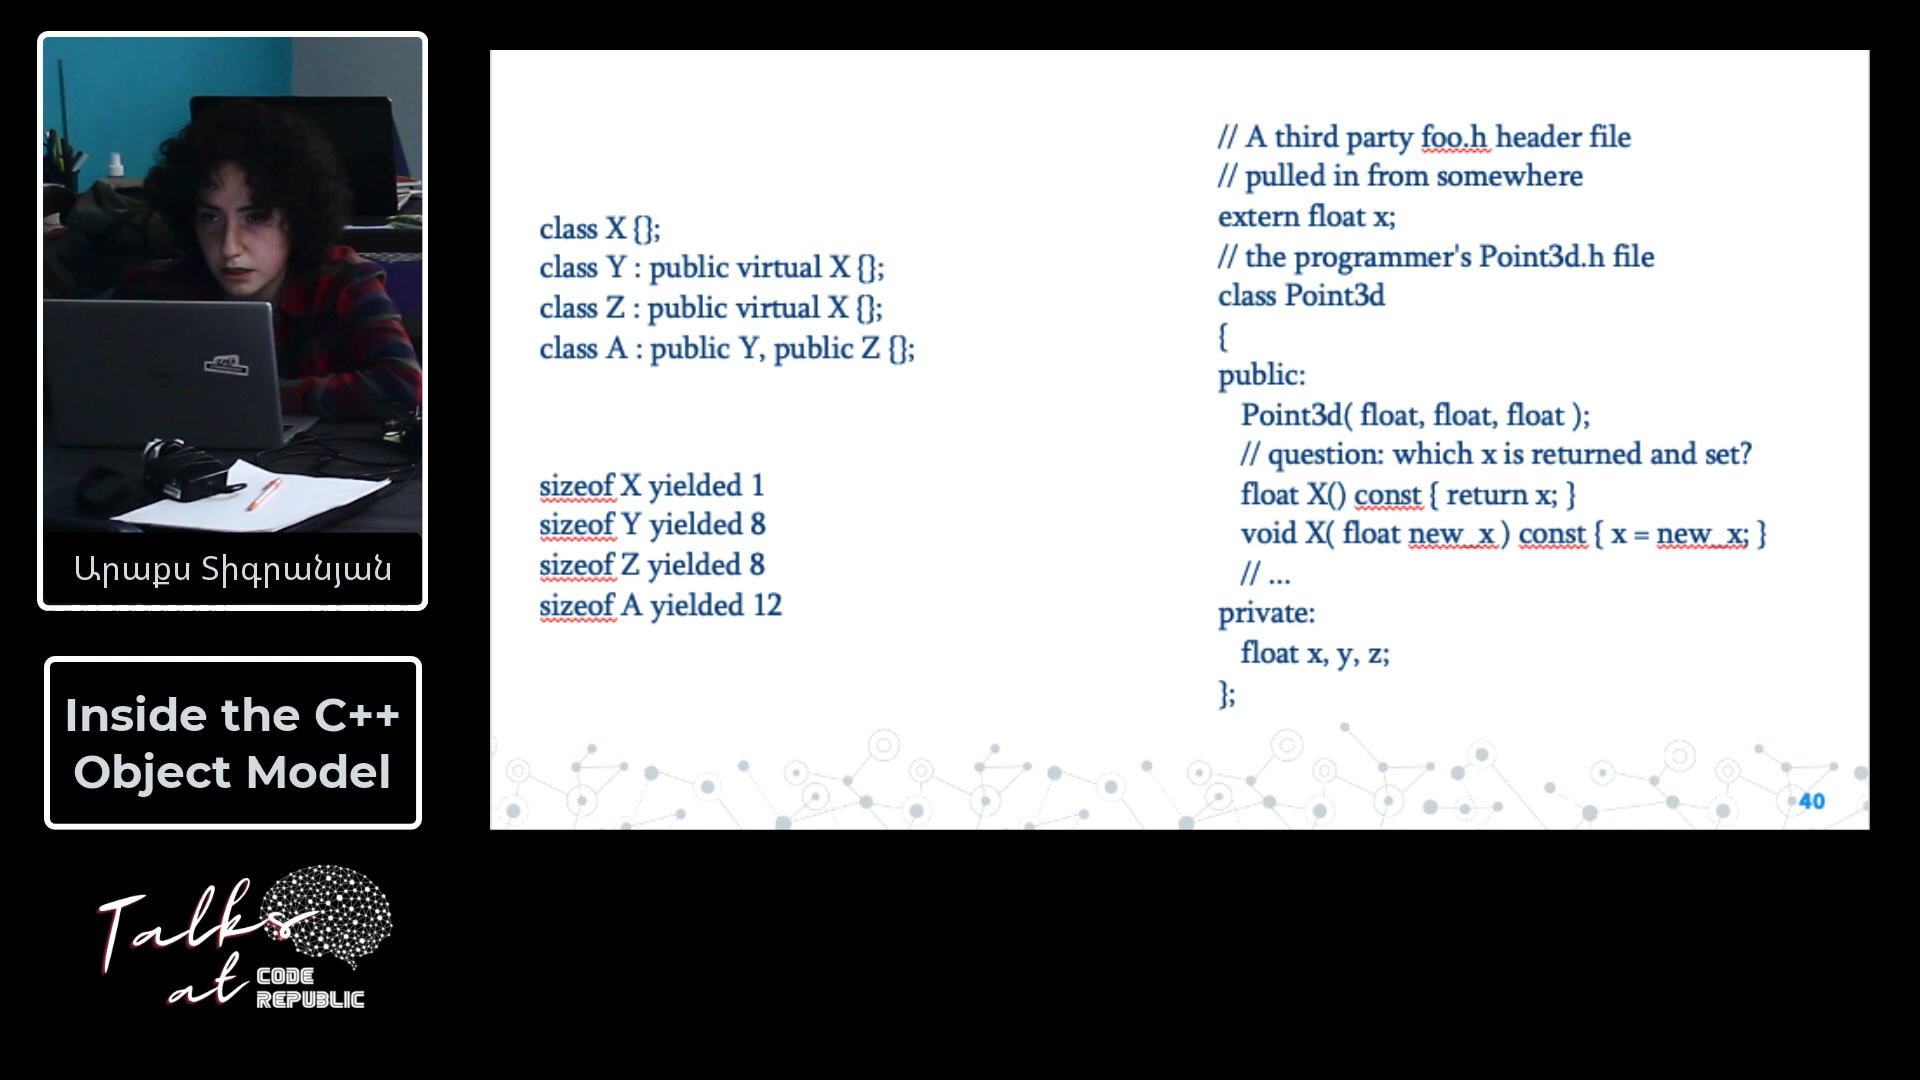 Արաքս Տիգրանյան
Inside the C++
Object Model
Talks
at
CODE
REPUBLIC
class X {};
class Y : public virtual X {};
class Z : public virtual X {};
class A : public Y, public Z {};
sizeof X yielded 1
sizeof Y yielded 8
sizeof Z yielded 8
sizeof A yielded 12
// A third party foo.h header file
// pulled in from somewhere
extern float x;
// the programmer's Point3d.h file
class Point3d
{
public:
Point3d( float, float, float );
// question: which x is returned and set?
float X() const { return x; }
void X( float new_x ) const { x = new_x; }
// ...
private:
float x, y, z;
};
40